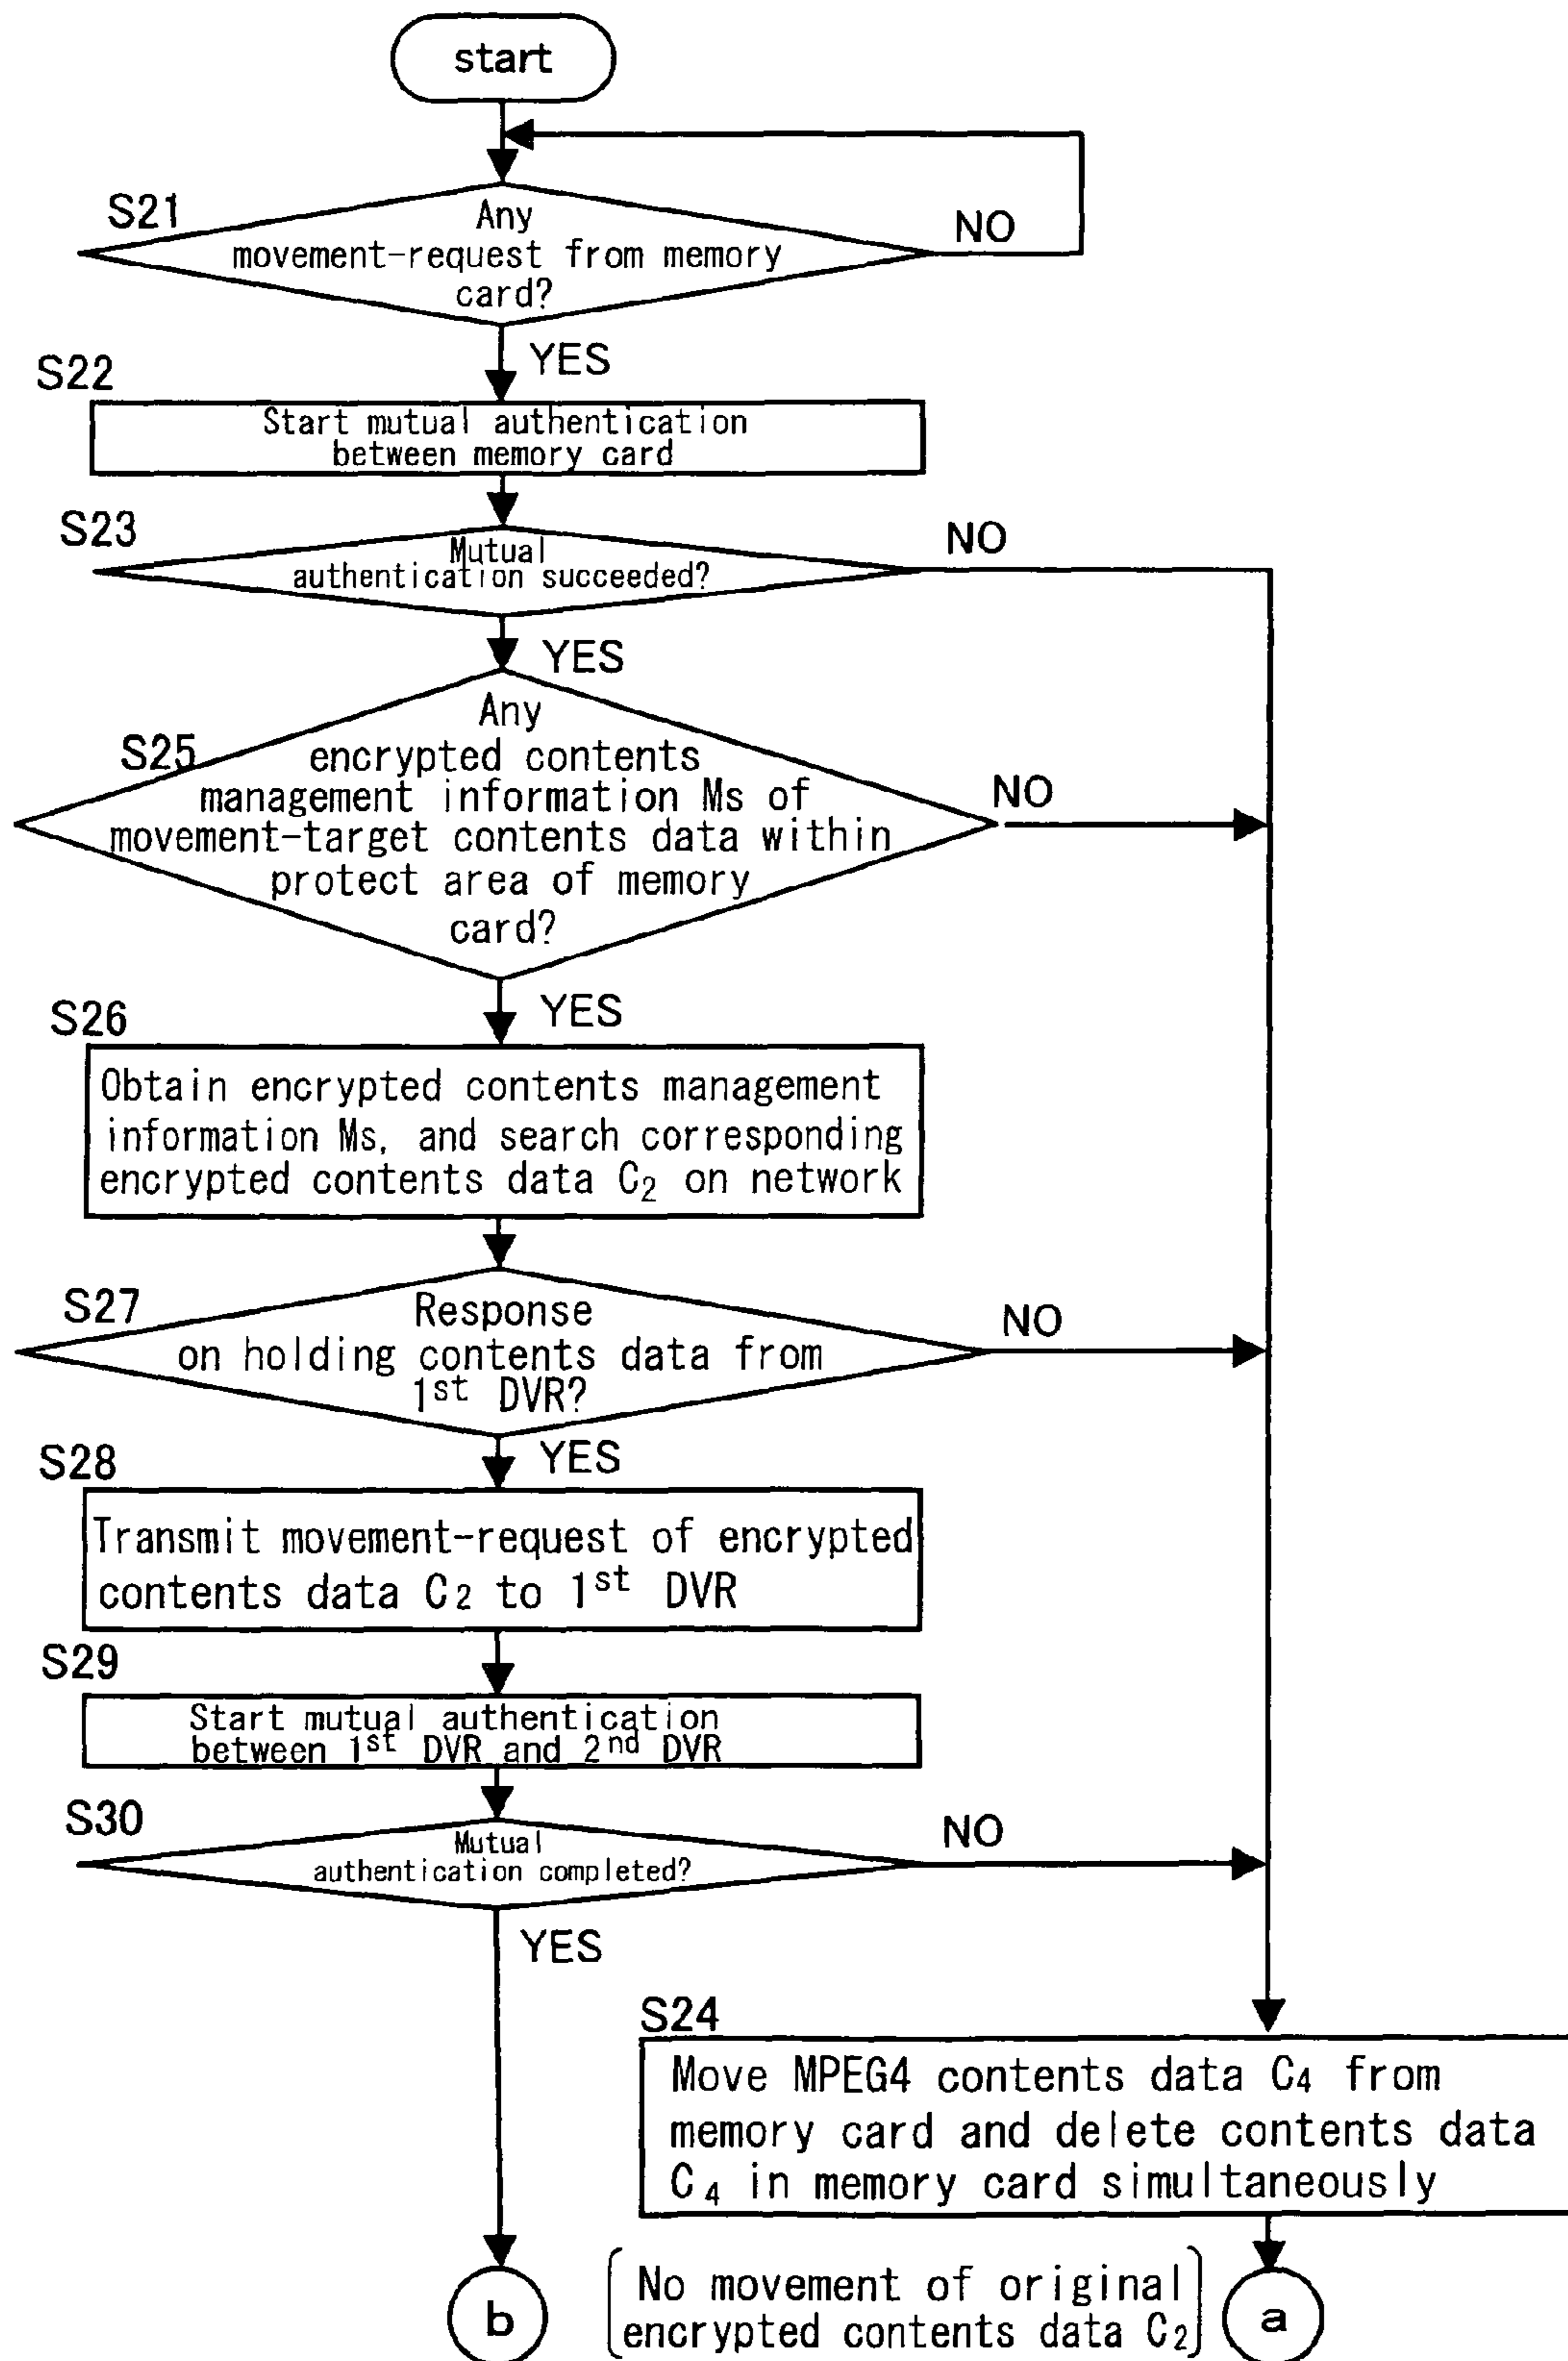 start
S21
Any
movement-request from memory
card?
NO
YES
S22
Start mutual authentication
between memory card
S23
Mutual
authentication succeeded?
NO
YES
S25
Any
encrypted contents
management information Ms of
movement-target contents data within
protect area of memory
card?
NO
YES
S26
Obtain encrypted contents management
information Ms, and search corresponding
encrypted contents data C₂ on network
S27
Response
on holding contents data from
1ˢᵗ DVR?
NO
YES
S28
Transmit movement-request of encrypted
contents data C₂ to 1ˢᵗ DVR
S29
Start mutual authentication
between 1ˢᵗ DVR and 2ⁿᵈ DVR
S30
Mutual
authentication completed?
NO
YES
S24
Move MPEG4 contents data C₄ from
memory card and delete contents data
C₄ in memory card simultaneously
b
No movement of original
encrypted contents data C₂
a